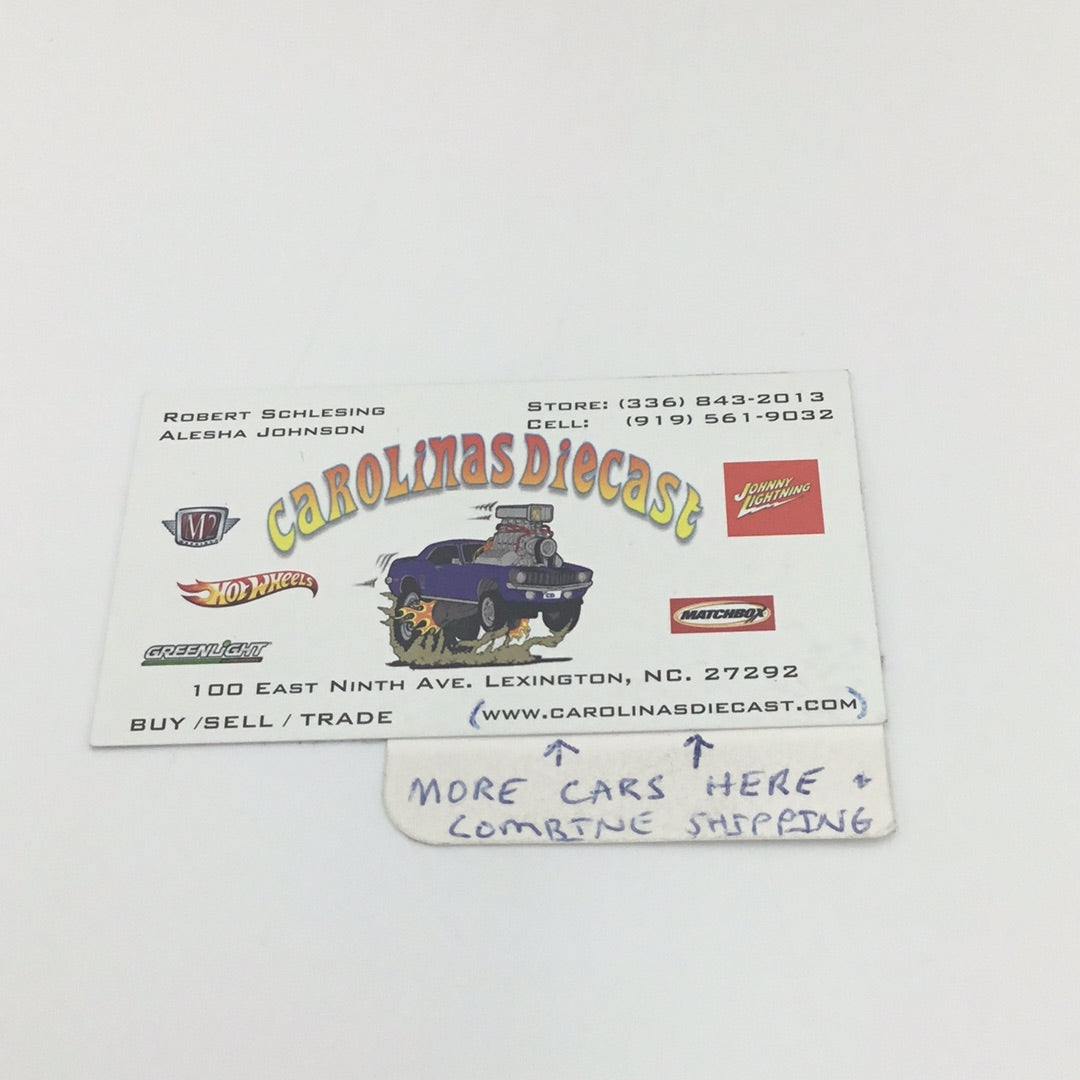 ROBERT SCHLESING
ALESHA JOHNSON
STORE: (336) 843-2013
CELL: (919) 561-9032
CAROLINAS DIECAST
M2
HOT WHEELS
GREENLIGHT
JOHNNY
LIGHTNING
MATCHBOX
100 EAST NINTH AVE. LEXINGTON, NC. 27292
BUY /SELL / TRADE
(WWW.CAROLINASDIECAST.COM)
↑ ↑
MORE CARS HERE +
COMBINE SHIPPING